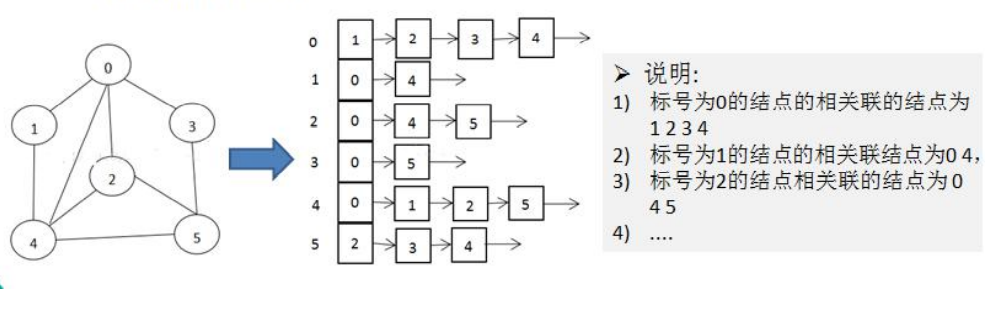 0
1
3
2
4
5
0 1 2 3 4
1 0 4
2 0 4 5
3 0 5
4 0 1 2 5
5 2 3 4
➢ 说明:
1) 标号为0的结点的相关联的结点为
1 2 3 4
2) 标号为1的结点的相关联结点为0 4,
3) 标号为2的结点相关联的结点为 0
4 5
4) ....